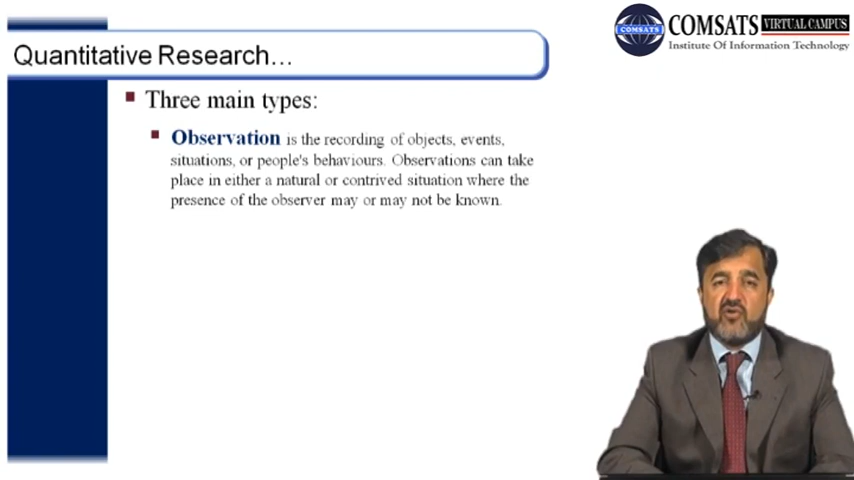 COMSATS VIRTUAL CAMPUS
COMSATS
Institute Of Information Technology
Quantitative Research...
Three main types:
Observation is the recording of objects, events,
situations, or people's behaviours. Observations can take
place in either a natural or contrived situation where the
presence of the observer may or may not be known.